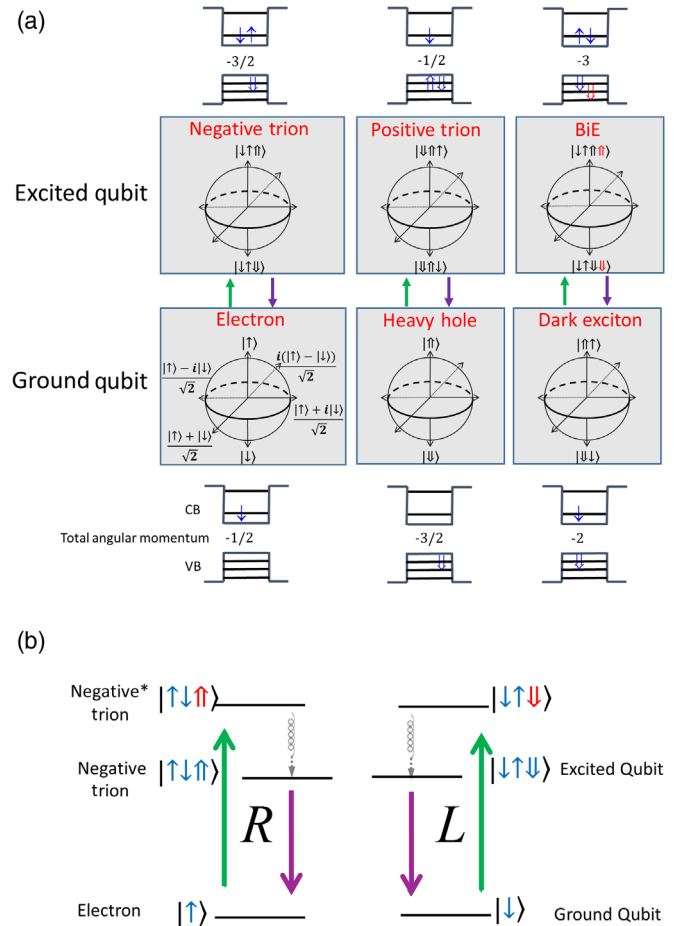 (a)
-3/2 -1/2 -3
Negative trion Positive trion BiE
|↓↑⇑⟩ |⇓⇑↑⟩ |↓↑⇑⇑⟩
Excited qubit
|↓↑⇓⟩ |⇓⇑↓⟩ |↓↑⇓⇓⟩
Electron Heavy hole Dark exciton
|↑⟩ |⇑⟩ |⇑↑⟩
|↑⟩ − i|↓⟩ / √2 i(|↑⟩ − |↓⟩) / √2
Ground qubit
|↑⟩ + |↓⟩ / √2 |↑⟩ + i|↓⟩ / √2
|↓⟩ |⇓⟩ |⇓↓⟩
CB
Total angular momentum -1/2 -3/2 -2
VB
(b)
Negative* |↑↓⇑⟩ |↓↑⇓⟩
trion
Negative |↑↓⇑⟩ |↓↑⇓⟩ Excited Qubit
trion
R L
Electron |↑⟩ |↓⟩ Ground Qubit